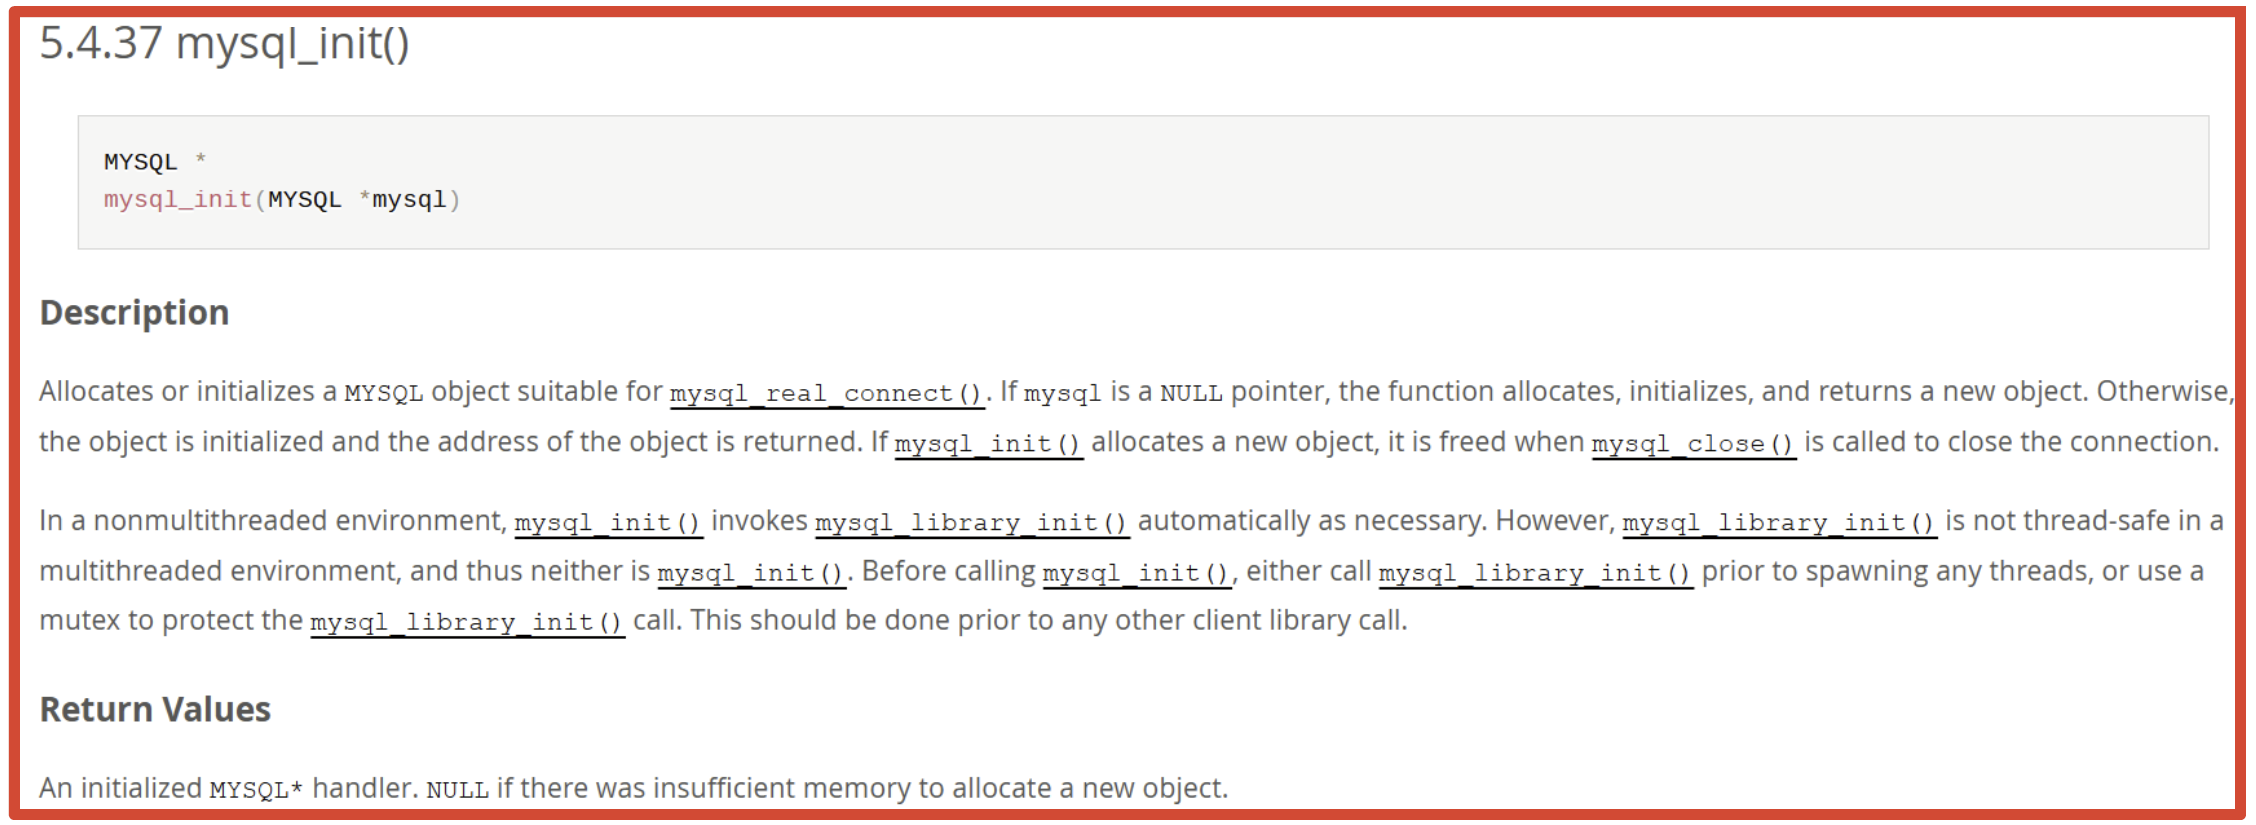 5.4.37 mysql_init()
MYSQL *
mysql_init(MYSQL *mysql)
Description
Allocates or initializes a MYSQL object suitable for mysql_real_connect(). If mysql is a NULL pointer, the function allocates, initializes, and returns a new object. Otherwise,
the object is initialized and the address of the object is returned. If mysql_init() allocates a new object, it is freed when mysql_close() is called to close the connection.
In a nonmultithreaded environment, mysql_init() invokes mysql_library_init() automatically as necessary. However, mysql_library_init() is not thread-safe in a
multithreaded environment, and thus neither is mysql_init(). Before calling mysql_init(), either call mysql_library_init() prior to spawning any threads, or use a
mutex to protect the mysql_library_init() call. This should be done prior to any other client library call.
Return Values
An initialized MYSQL* handler. NULL if there was insufficient memory to allocate a new object.